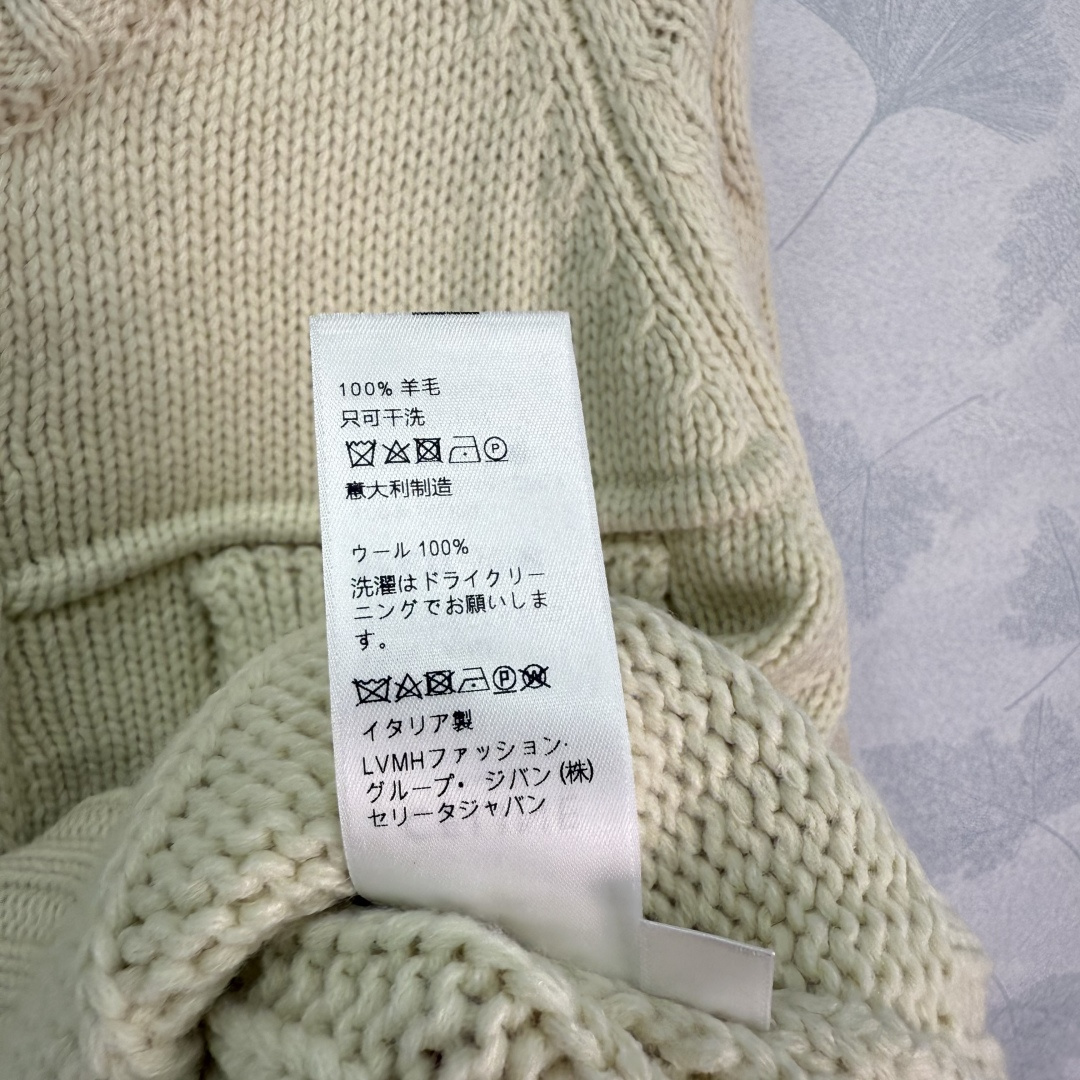 100% 羊毛
只可干洗
P
意大利制造
ウール 100%
洗濯はドライクリー
ニングでお願いしま
す。
P W
イタリア製
LVMHファッション・
グループ・ ジバン (株)
セリータジャバン